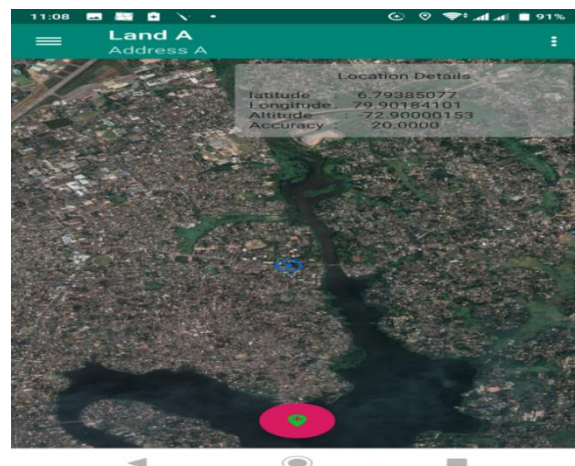 11:08
91%
Land A
Address A
Location Details
latitude : 6.79385077
Longitude : 79.90184101
Altitude : -72.90000153
Accuracy : 20.0000